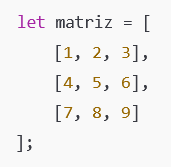 let matriz = [
    [1, 2, 3],
    [4, 5, 6],
    [7, 8, 9]
];